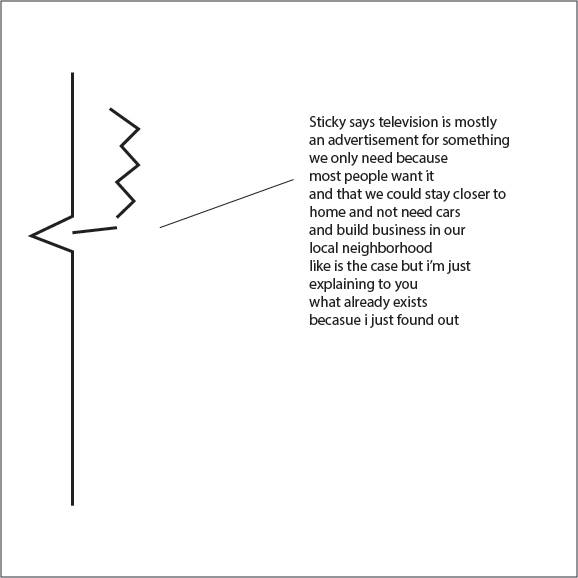 Sticky says television is mostly
an advertisement for something
we only need because
most people want it
and that we could stay closer to
home and not need cars
and build business in our
local neighborhood
like is the case but i'm just
explaining to you
what already exists
becasue i just found out